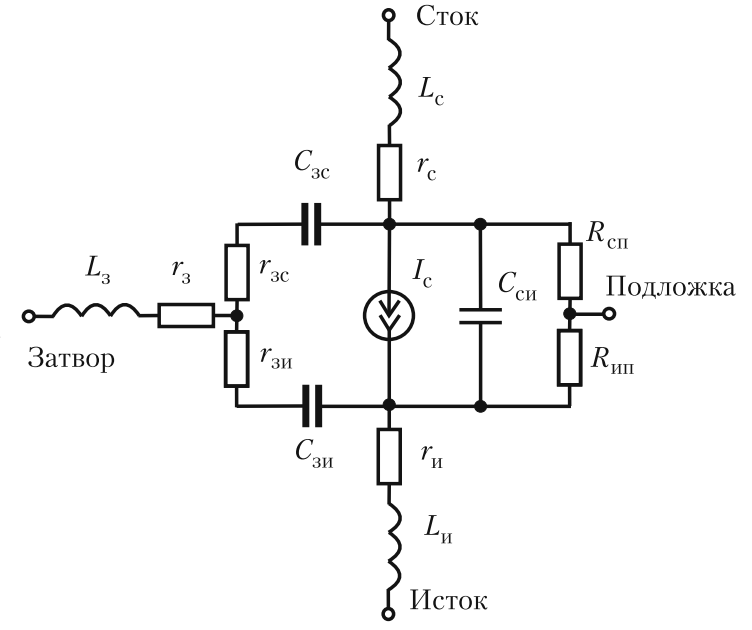 Сток
Lс
rс
Cзс
Rсп
Lз
rз
rзс
Iс
Cси
Подложка
Затвор
rзи
Rип
Cзи
rи
Lи
Исток